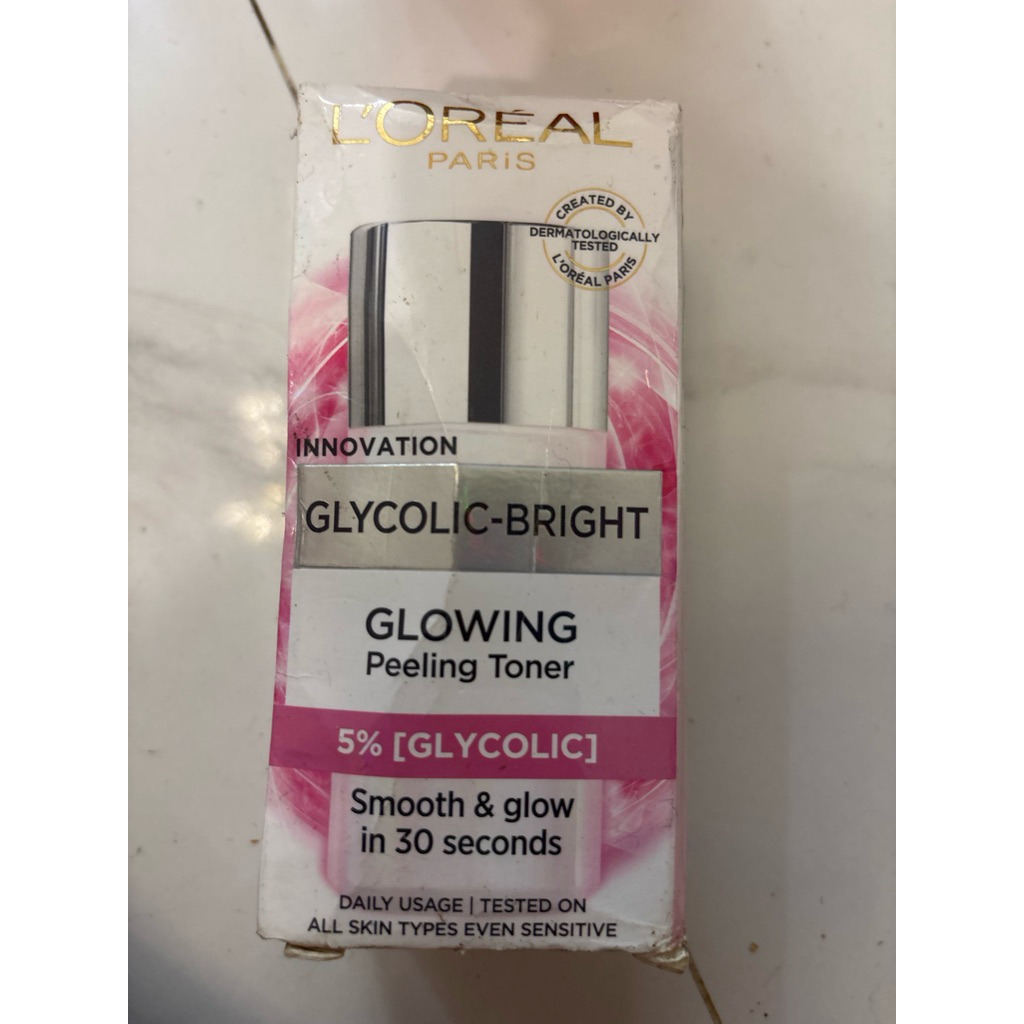 L'ORÉAL
PARiS
CREATED BY
DERMATOLOGICALLY
TESTED
L'ORÉAL PARIS
INNOVATION
GLYCOLIC-BRIGHT
GLOWING
Peeling Toner
5% [GLYCOLIC]
Smooth & glow
in 30 seconds
DAILY USAGE | TESTED ON
ALL SKIN TYPES EVEN SENSITIVE